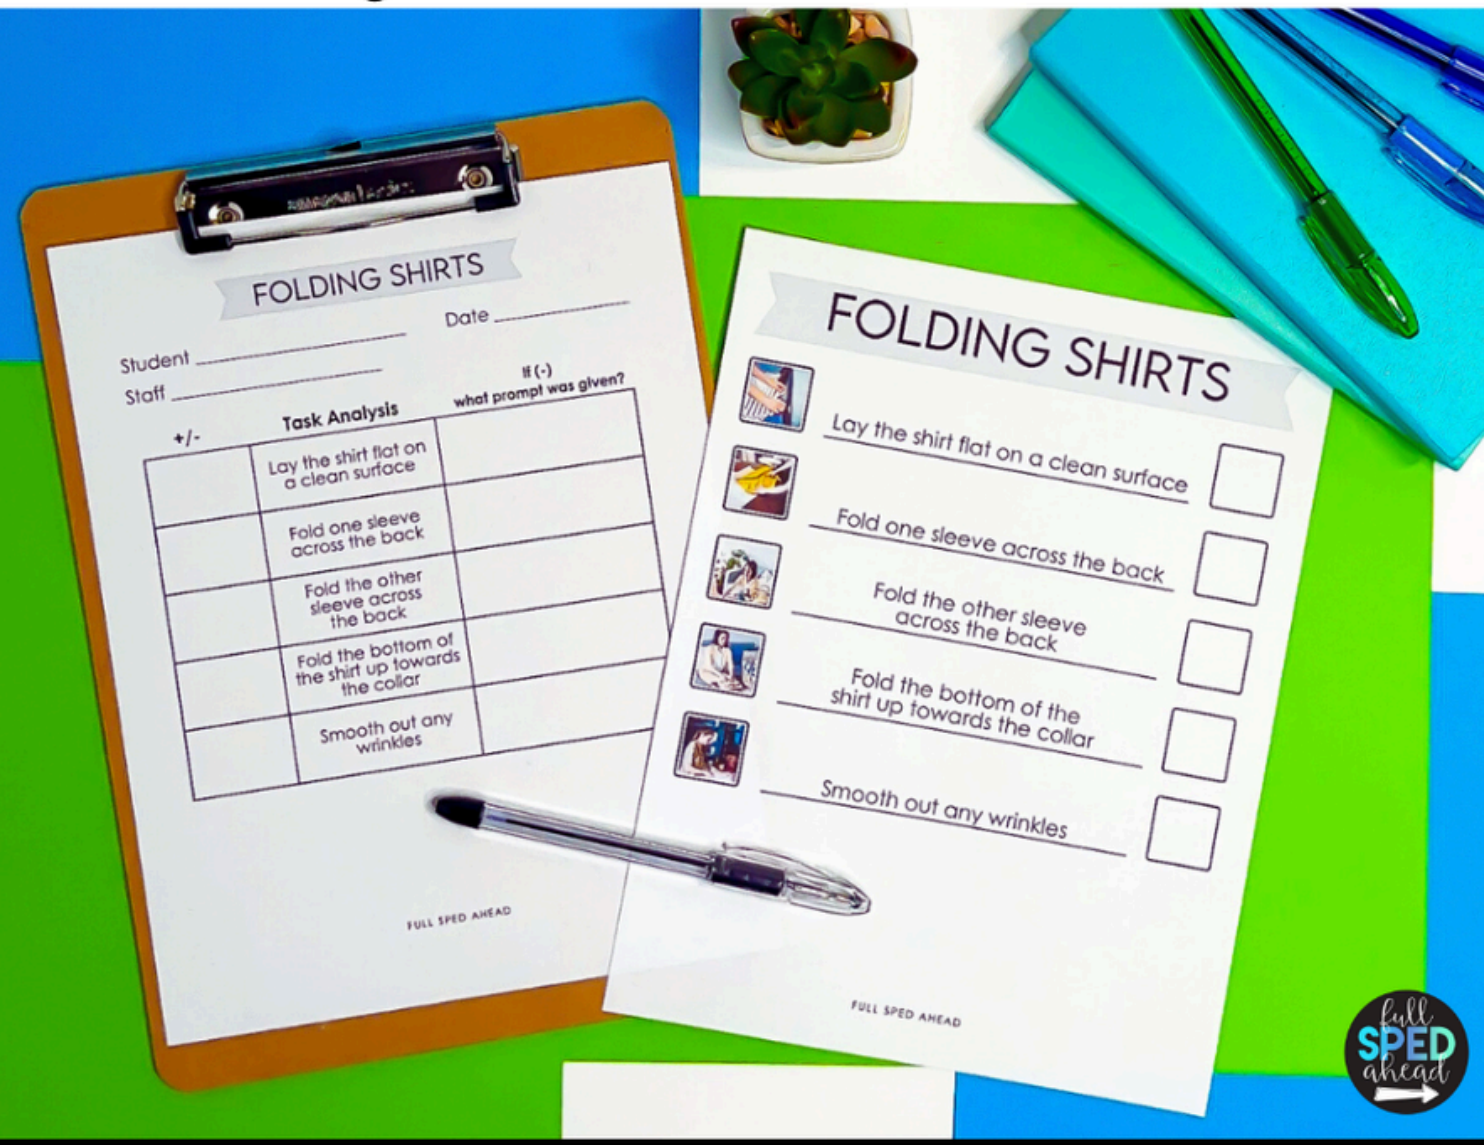 FOLDING SHIRTS
Student
Date
Staff
+/-
Task Analysis
If (-)
what prompt was given?
Lay the shirt flat on
a clean surface
Fold one sleeve
across the back
Fold the other
sleeve across
the back
Fold the bottom of
the shirt up towards
the collar
Smooth out any
wrinkles
FULL SPED AHEAD
FOLDING SHIRTS
Lay the shirt flat on a clean surface
Fold one sleeve across the back
Fold the other sleeve
across the back
Fold the bottom of the
shirt up towards the collar
Smooth out any wrinkles
FULL SPED AHEAD
full
SPED
ahead